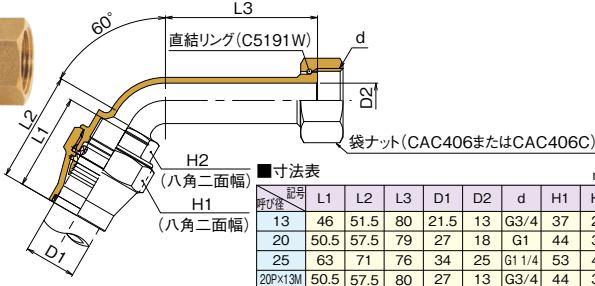 L3
60°
直結リング(C5191W)
d
D2
L2
L1
袋ナット(CAC406またはCAC406C)
H2
(八角二面幅)
H1
(八角二面幅)
D1
■寸法表
記号 呼び径 L1 L2 L3 D1 D2 d H1
13 46 51.5 80 21.5 13 G3/4 37
20 50.5 57.5 79 27 18 G1 44
25 63 71 76 34 25 G1 1/4 53
20P×13M 50.5 57.5 80 27 13 G3/4 44